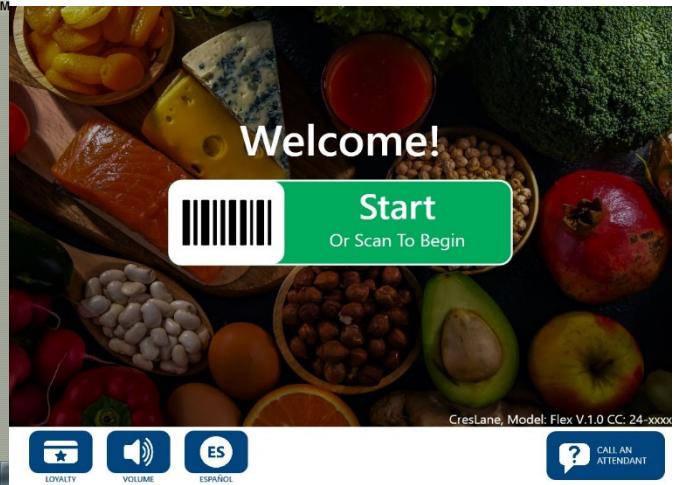 M
Welcome!
Start
Or Scan To Begin
CresLane, Model: Flex V.1.0 CC: 24-xxxx
ES
?
CALL AN
ATTENDANT
LOYALTY
VOLUME
ESPAÑOL